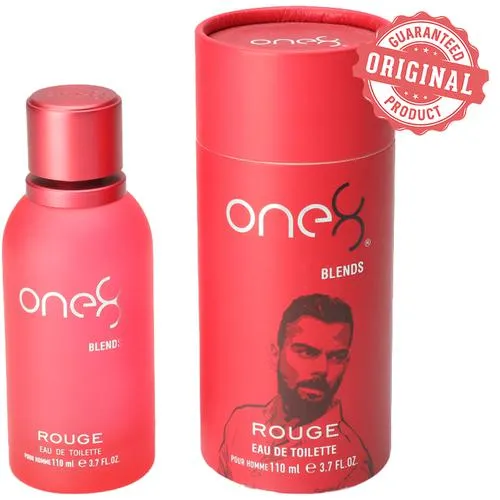 one8
BLENDS
ROUGE
EAU DE TOILETTE
POUR HOMME 110 ml ℮ 3.7 FL.OZ.
one8®
BLENDS
ROUGE
EAU DE TOILETTE
POUR HOMME 110 ml ℮ 3.7 FL.OZ.
GUARANTEED
ORIGINAL
PRODUCT